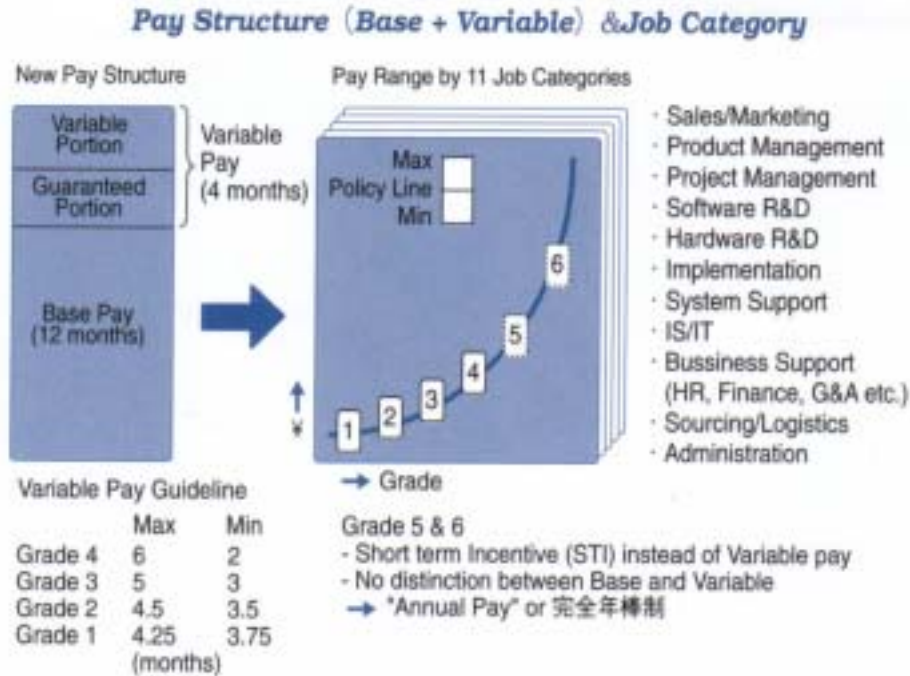 Pay Structure (Base + Variable) &Job Category
New Pay Structure
Variable
Portion
Guaranteed
Portion
Base Pay
(12 months)
Variable
Pay
(4 months)
Pay Range by 11 Job Categories
Max
Policy Line
Min
1
2
3
4
5
6
¥
Grade
· Sales/Marketing
· Product Management
· Project Management
· Software R&D
· Hardware R&D
· Implementation
· System Support
· IS/IT
· Bussiness Support
(HR, Finance, G&A etc.)
· Sourcing/Logistics
· Administration
Variable Pay Guideline
Max Min
Grade 4 6 2
Grade 3 5 3
Grade 2 4.5 3.5
Grade 1 4.25 3.75
(months)
Grade 5 & 6
- Short term Incentive (STI) instead of Variable pay
- No distinction between Base and Variable
→ "Annual Pay" or 完全年棒制